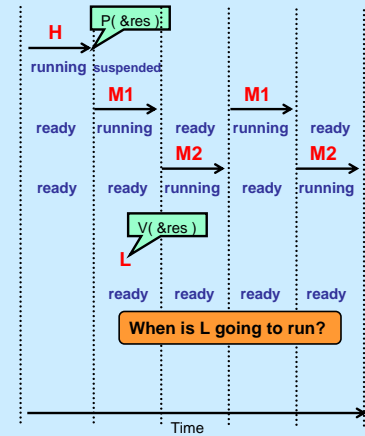 P( &res )
H
running suspended
M1 M1
ready running ready running ready
M2 M2
ready ready running ready running
V( &res )
L
ready ready ready ready
When is L going to run?
Time